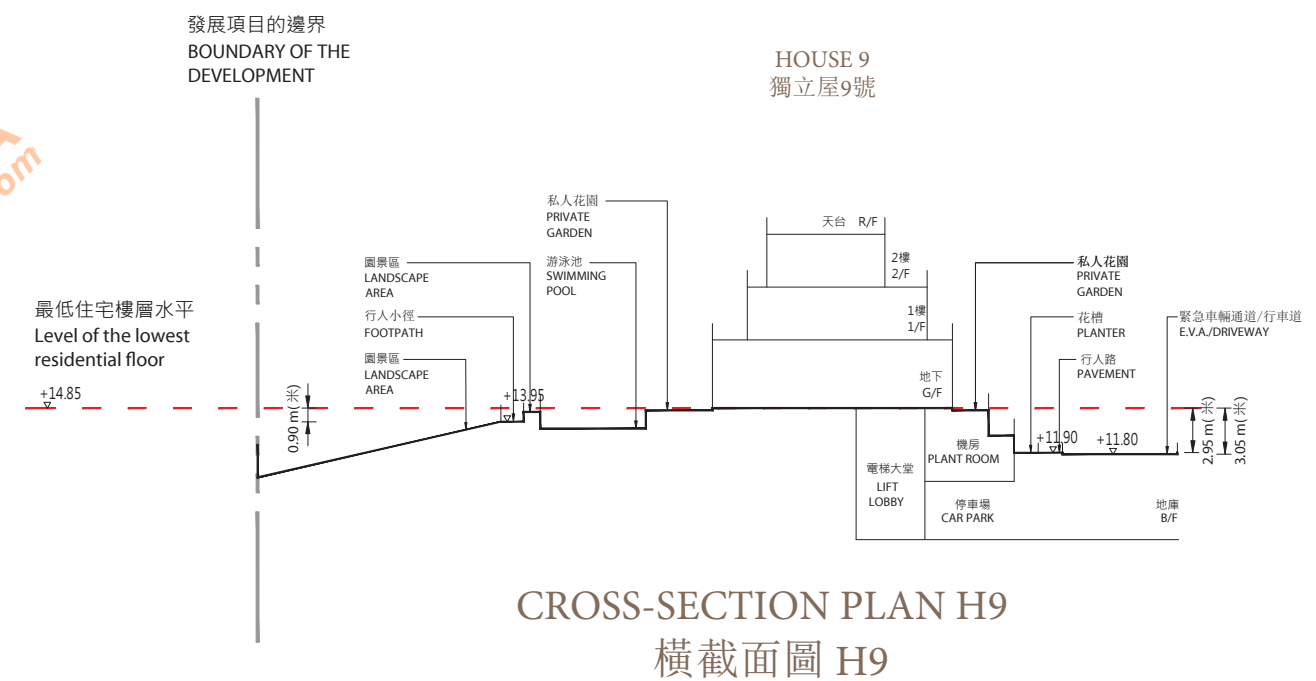 發展項目的邊界
BOUNDARY OF THE
DEVELOPMENT
HOUSE 9
獨立屋9號
A
om
私人花園
PRIVATE
GARDEN
天台 R/F
園景區
LANDSCAPE
AREA
游泳池
SWIMMING
POOL
2樓
2/F
私人花園
PRIVATE
GARDEN
最低住宅樓層水平
Level of the lowest
residential floor
行人小徑
FOOTPATH
1樓
1/F
花槽
PLANTER
緊急車輛通道/行車道
E.V.A./DRIVEWAY
園景區
LANDSCAPE
AREA
行人路
PAVEMENT
地下
G/F
+14.85
0.90 m(米)
+13.95
+11.90
+11.80
2.95 m(米)
3.05 m(米)
機房
PLANT ROOM
電梯大堂
LIFT
LOBBY
停車場
CAR PARK
地庫
B/F
CROSS-SECTION PLAN H9
橫截面圖 H9